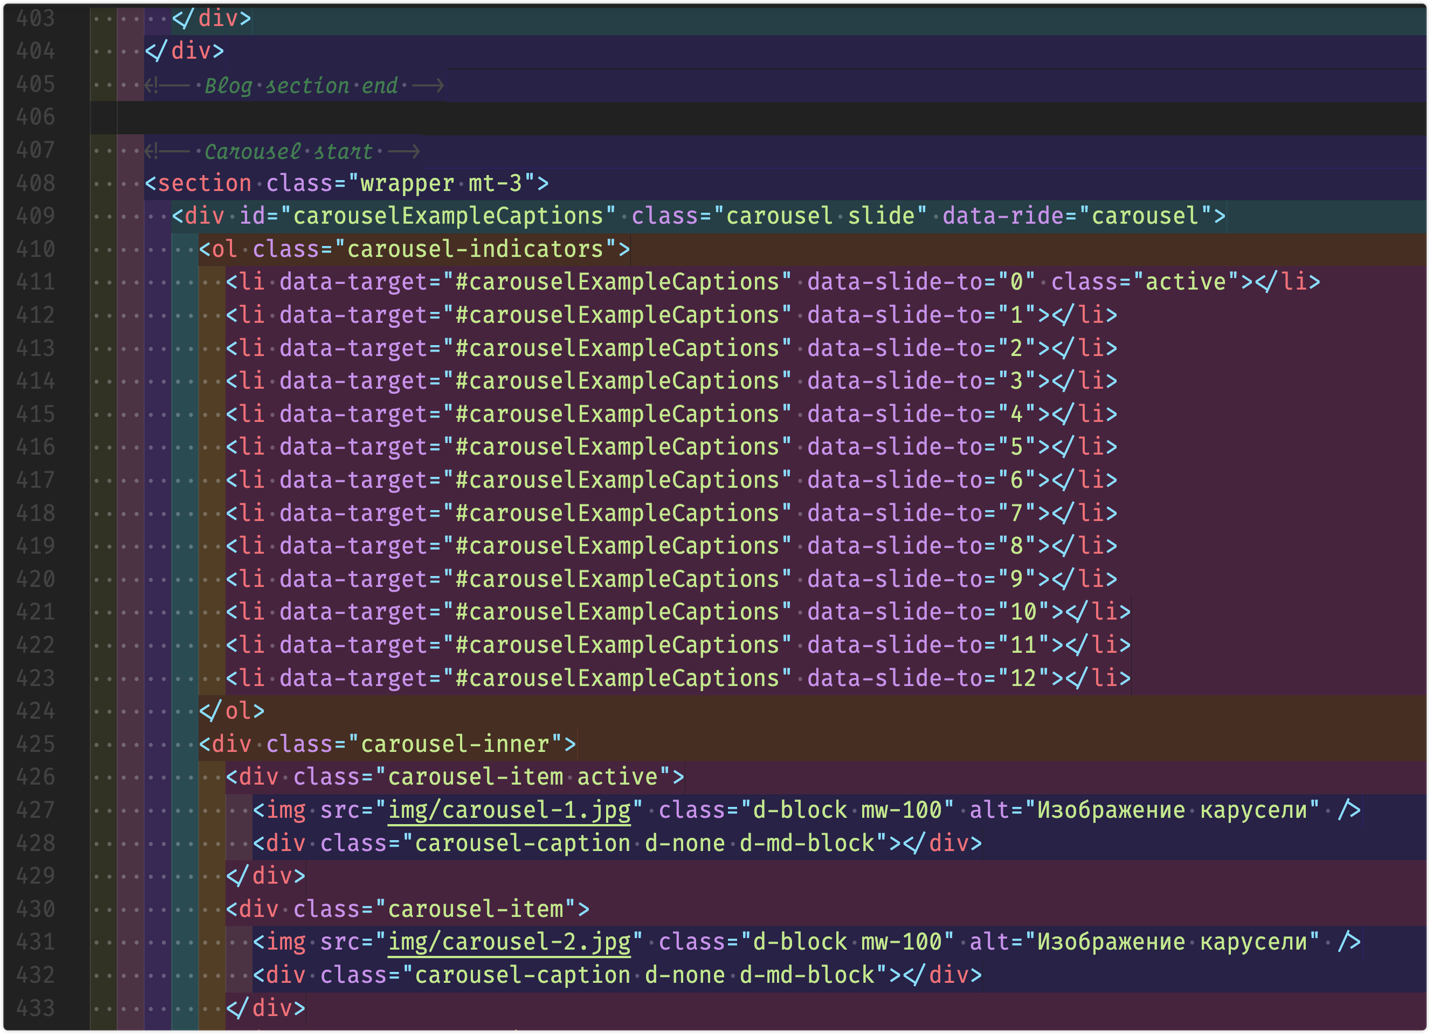 403 </div>
404 </div>
405 <!-- Blog section end -->
406
407 <!-- Carousel start -->
408 <section class="wrapper mt-3">
409 <div id="carouselExampleCaptions" class="carousel slide" data-ride="carousel">
410 <ol class="carousel-indicators">
411 <li data-target="#carouselExampleCaptions" data-slide-to="0" class="active"></li>
412 <li data-target="#carouselExampleCaptions" data-slide-to="1"></li>
413 <li data-target="#carouselExampleCaptions" data-slide-to="2"></li>
414 <li data-target="#carouselExampleCaptions" data-slide-to="3"></li>
415 <li data-target="#carouselExampleCaptions" data-slide-to="4"></li>
416 <li data-target="#carouselExampleCaptions" data-slide-to="5"></li>
417 <li data-target="#carouselExampleCaptions" data-slide-to="6"></li>
418 <li data-target="#carouselExampleCaptions" data-slide-to="7"></li>
419 <li data-target="#carouselExampleCaptions" data-slide-to="8"></li>
420 <li data-target="#carouselExampleCaptions" data-slide-to="9"></li>
421 <li data-target="#carouselExampleCaptions" data-slide-to="10"></li>
422 <li data-target="#carouselExampleCaptions" data-slide-to="11"></li>
423 <li data-target="#carouselExampleCaptions" data-slide-to="12"></li>
424 </ol>
425 <div class="carousel-inner">
426 <div class="carousel-item active">
427 <img src="img/carousel-1.jpg" class="d-block mw-100" alt="Изображение карусели" />
428 <div class="carousel-caption d-none d-md-block"></div>
429 </div>
430 <div class="carousel-item">
431 <img src="img/carousel-2.jpg" class="d-block mw-100" alt="Изображение карусели" />
432 <div class="carousel-caption d-none d-md-block"></div>
433 </div>